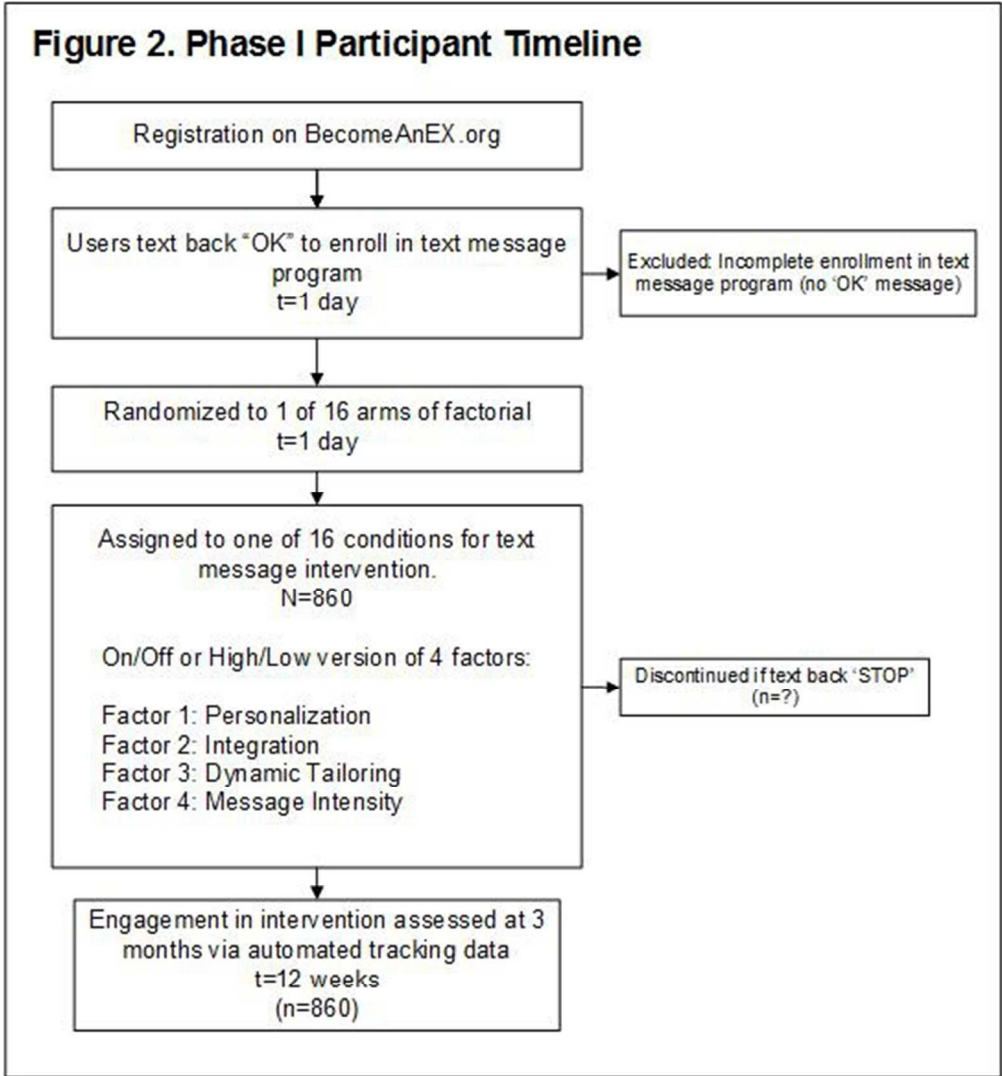 Figure 2. Phase I Participant Timeline
Registration on BecomeAnEX.org
Users text back “OK” to enroll in text message
program
t=1 day
Excluded: Incomplete enrollment in text
message program (no ‘OK’ message)
Randomized to 1 of 16 arms of factorial
t=1 day
Assigned to one of 16 conditions for text
message intervention.
N=860
On/Off or High/Low version of 4 factors:
Factor 1: Personalization
Factor 2: Integration
Factor 3: Dynamic Tailoring
Factor 4: Message Intensity
Discontinued if text back ‘STOP’
(n=?)
Engagement in intervention assessed at 3
months via automated tracking data
t=12 weeks
(n=860)